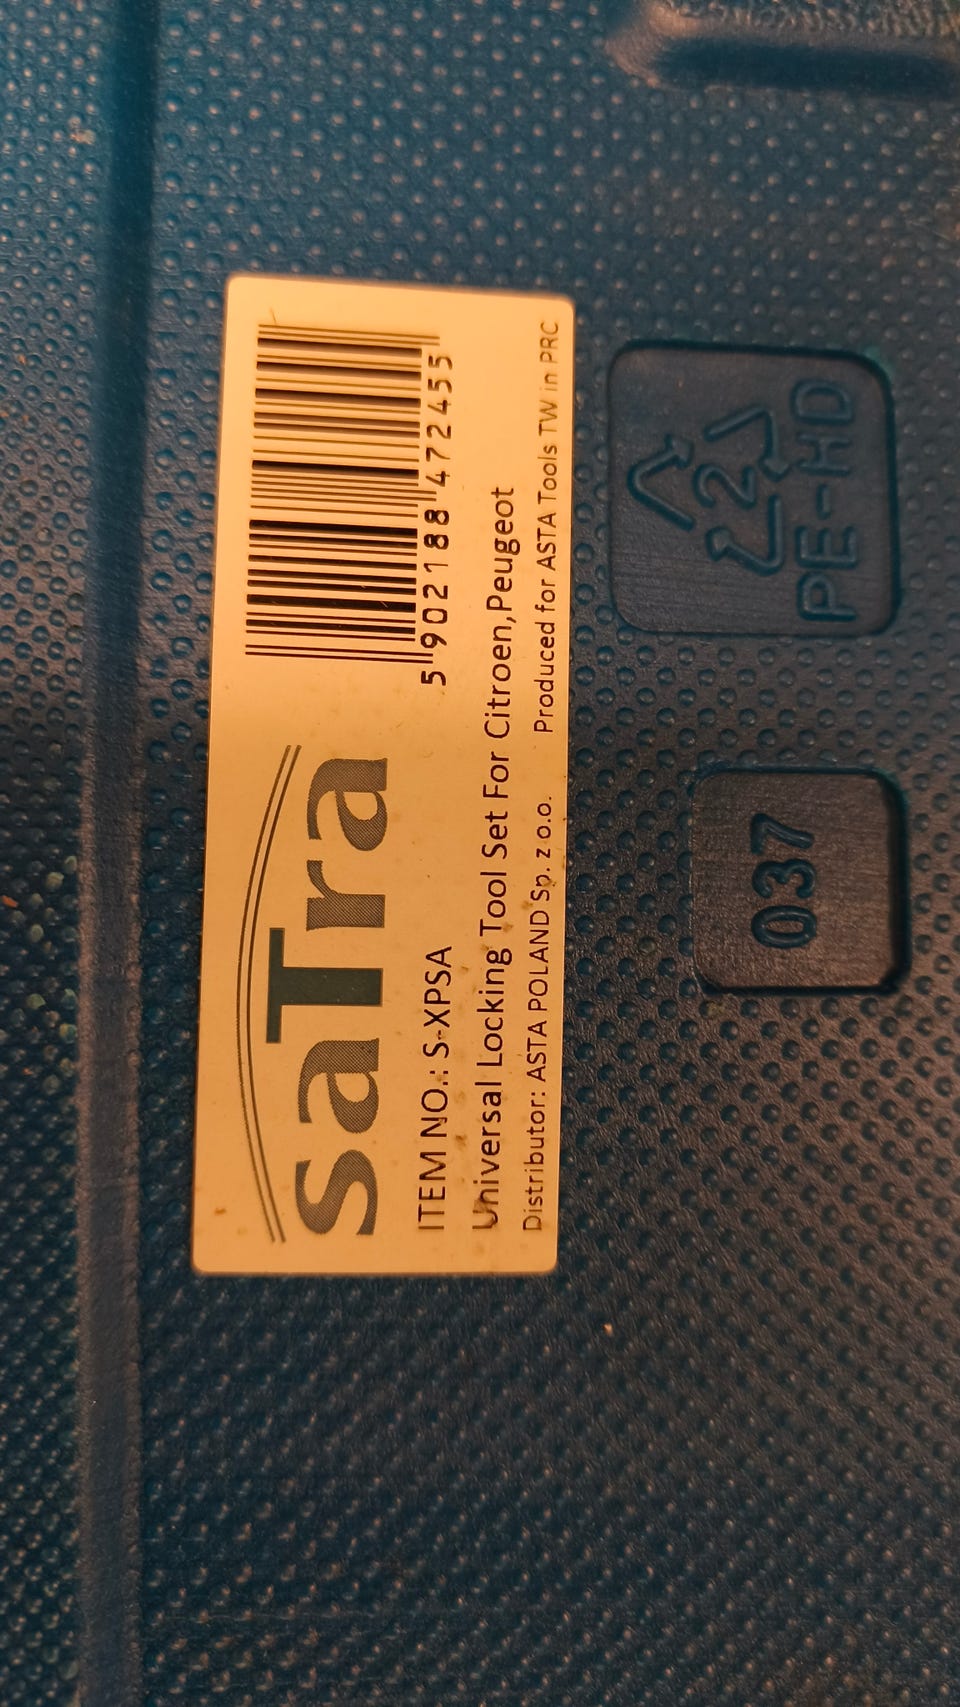 saTra
5 902188 472455
ITEM NO.: S-XPSA
Universal Locking Tool Set For Citroen,Peugeot
Distributor: ASTA POLAND Sp. z o.o. Produced for ASTA Tools TW in PRC
2
PE-HD
037